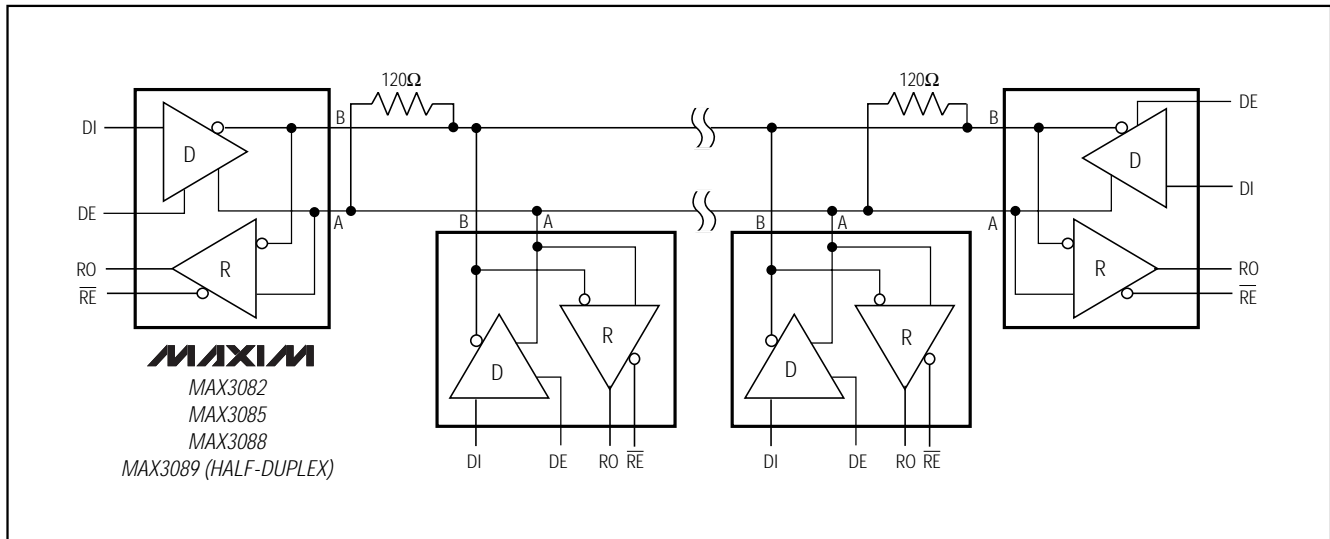 120Ω 120Ω
B B DE
DI
D D
DI
DE
A B A B A A
RO R R RO
RE RE
R R
D D
MAXIM
MAX3082
MAX3085
MAX3088
MAX3089 (HALF-DUPLEX)
DI DE RO RE DI DE RO RE